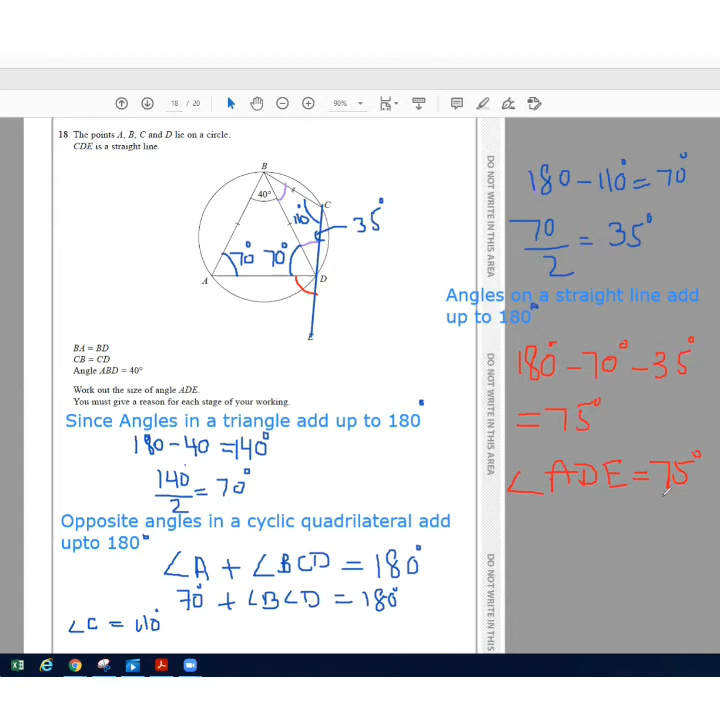 18 / 20
90%
18 The points A, B, C and D lie on a circle.
CDE is a straight line.
B
40°
110°
C
35°
70° 70°
A
D
E
BA = BD
CB = CD
Angle ABD = 40°
Work out the size of angle ADE.
You must give a reason for each stage of your working.
Since Angles in a triangle add up to 180°
180 - 40 = 140°
140°
2
= 70°
Opposite angles in a cyclic quadrilateral add
upto 180°
∠A + ∠BCD = 180°
70° + ∠B∠D = 180°
∠C = 110°
DO NOT WRITE IN THIS AREA
DO NOT WRITE IN THIS AREA
DO NOT WRITE IN THIS
180 - 110° = 70°
70
2
= 35°
Angles on a straight line add
up to 180°
180° - 70° - 35°
= 75°
∠ADE = 75°